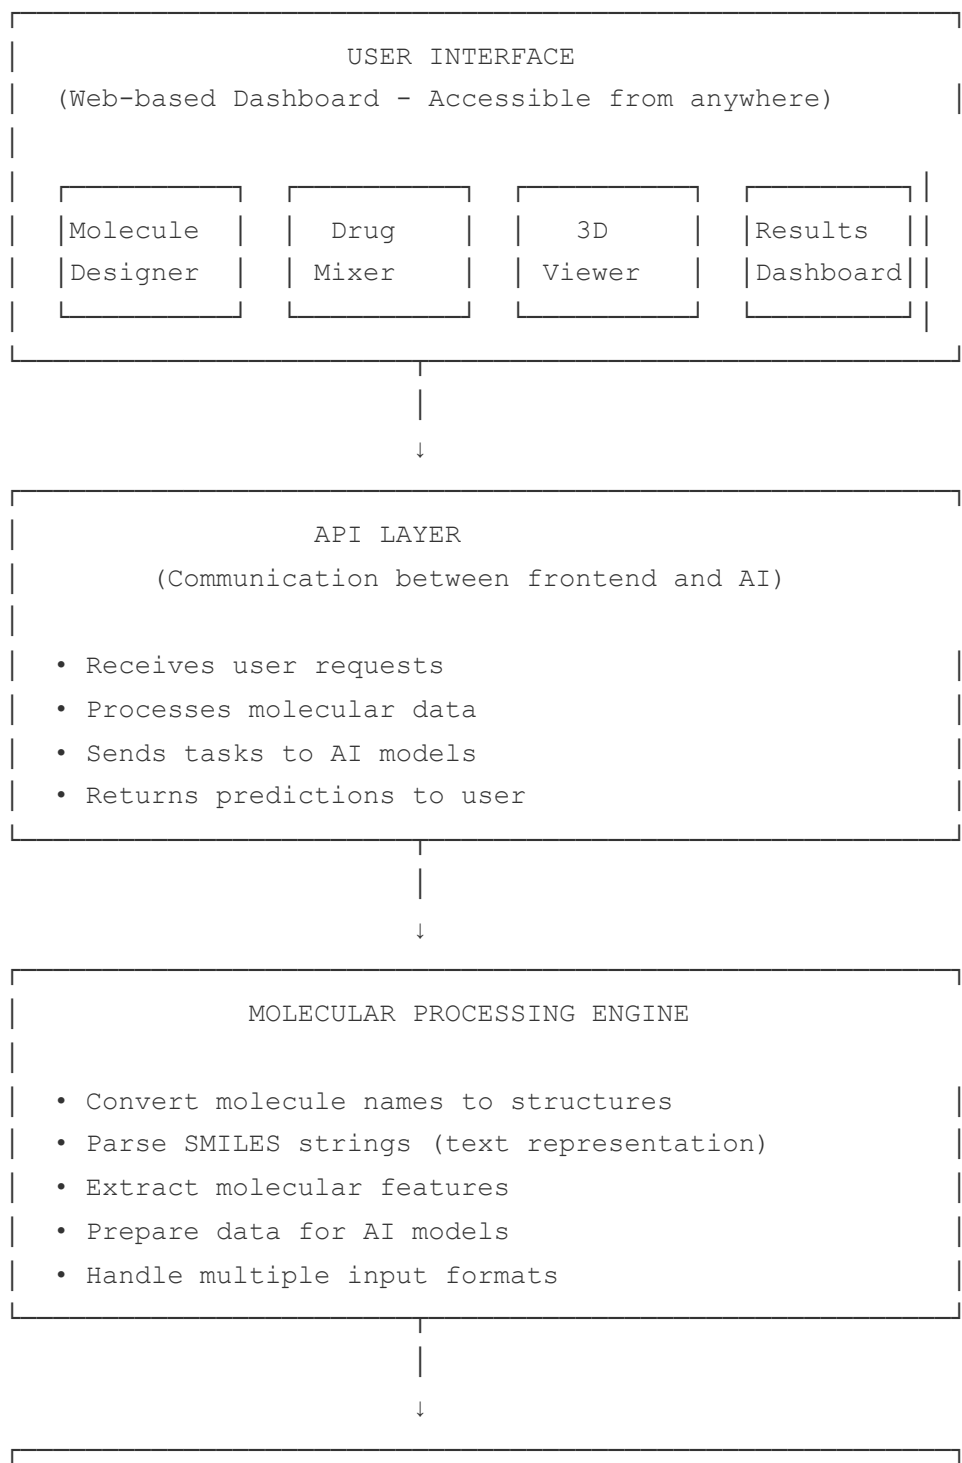 USER INTERFACE
(Web-based Dashboard - Accessible from anywhere)
Molecule Drug 3D Results
Designer Mixer Viewer Dashboard
↓
API LAYER
(Communication between frontend and AI)
• Receives user requests
• Processes molecular data
• Sends tasks to AI models
• Returns predictions to user
↓
MOLECULAR PROCESSING ENGINE
• Convert molecule names to structures
• Parse SMILES strings (text representation)
• Extract molecular features
• Prepare data for AI models
• Handle multiple input formats
↓